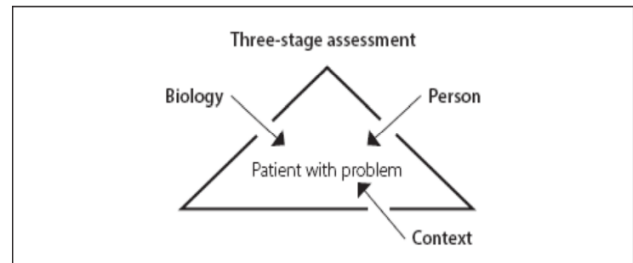 Three-stage assessment
Biology
Person
Patient with problem
Context